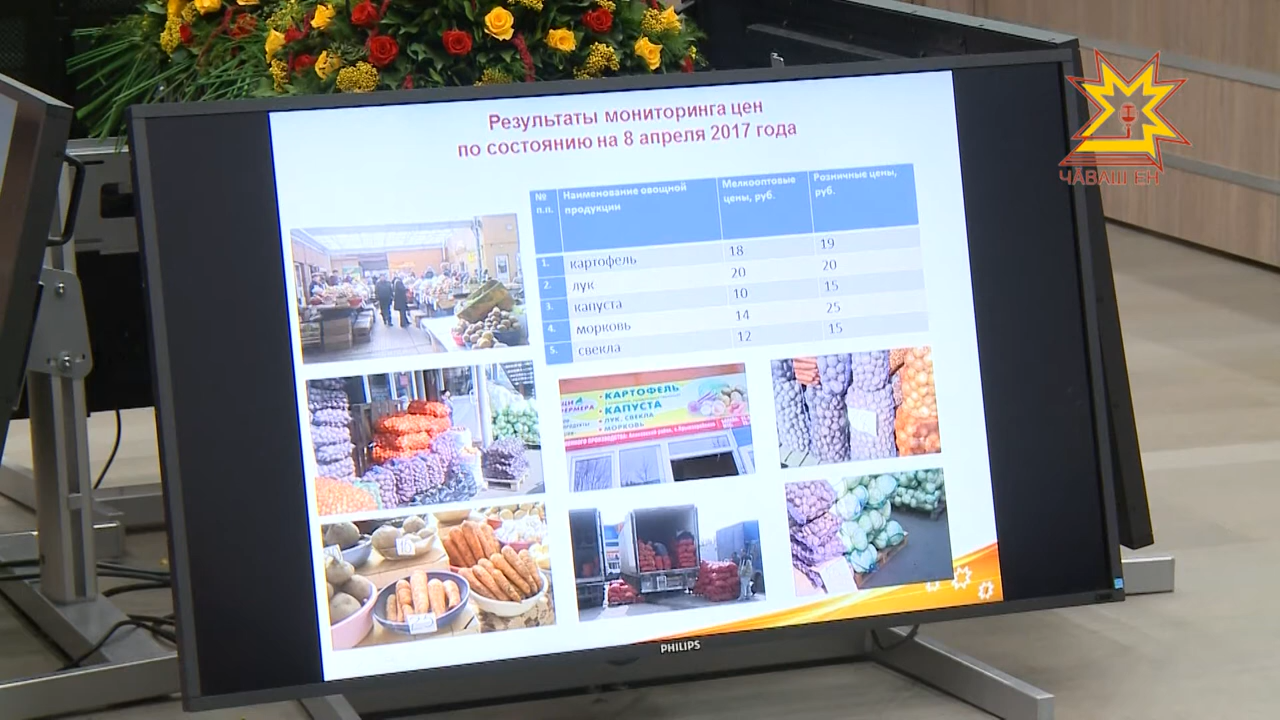 Результаты мониторинга цен
по состоянию на 8 апреля 2017 года
№ п.п. Наименование овощной продукции Мелкооптовые цены, руб. Розничные цены, руб.
1. картофель 18 19
2. лук 20 20
3. капуста 10 15
4. морковь 14 25
5. свекла 12 15
КАРТОФЕЛЬ
КАПУСТА
ЛУК, СВЕКЛА
МОРКОВЬ
PHILIPS
ЧӐВАШ ЕН